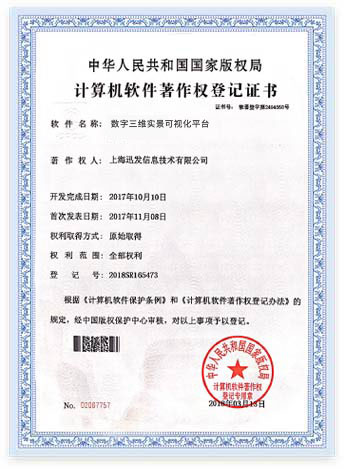 中华人民共和国国家版权局
计算机软件著作权登记证书
证书号： 软著登字第2494568号
软件名称： 数字三维实景可视化平台
著作权人： 上海迅发信息技术有限公司
开发完成日期： 2017年10月10日
首次发表日期： 2017年11月08日
权利取得方式： 原始取得
权利范围： 全部权利
登记号： 2018SR165473
根据《计算机软件保护条例》和《计算机软件著作权登记办法》的
规定，经中国版权保护中心审核，对以上事项予以登记。
中华人民共和国国家版权局
计算机软件著作权
登记专用章
2018年03月13日
No. 02067757